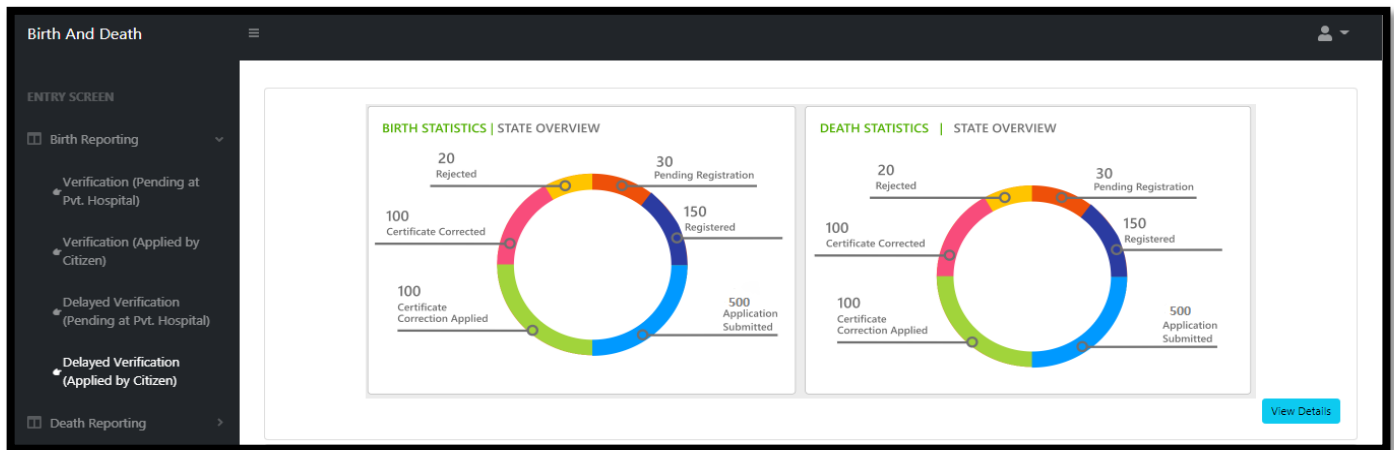 Birth And Death
ENTRY SCREEN
Birth Reporting
Verification (Pending at
Pvt. Hospital)
Verification (Applied by
Citizen)
Delayed Verification
(Pending at Pvt. Hospital)
Delayed Verification
(Applied by Citizen)
Death Reporting
BIRTH STATISTICS | STATE OVERVIEW
20
Rejected
30
Pending Registration
100
Certificate Corrected
150
Registered
100
Certificate
Correction Applied
500
Application
Submitted
DEATH STATISTICS | STATE OVERVIEW
20
Rejected
30
Pending Registration
100
Certificate Corrected
150
Registered
100
Certificate
Correction Applied
500
Application
Submitted
View Details